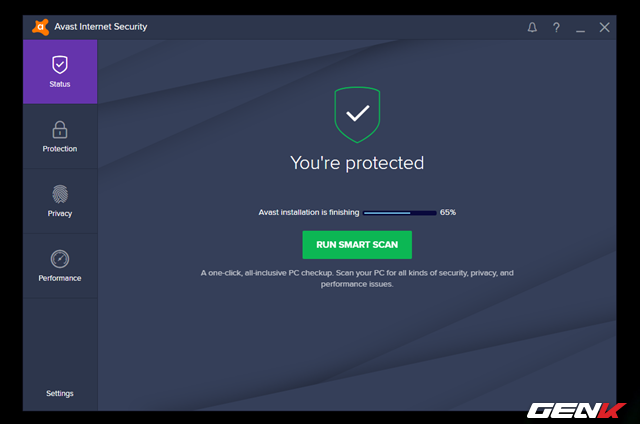 Avast Internet Security
?
Status
Protection
Privacy
Performance
Settings
You're protected
Avast installation is finishing 65%
RUN SMART SCAN
A one-click, all-inclusive PC checkup. Scan your PC for all kinds of security, privacy, and
performance issues.
GENK